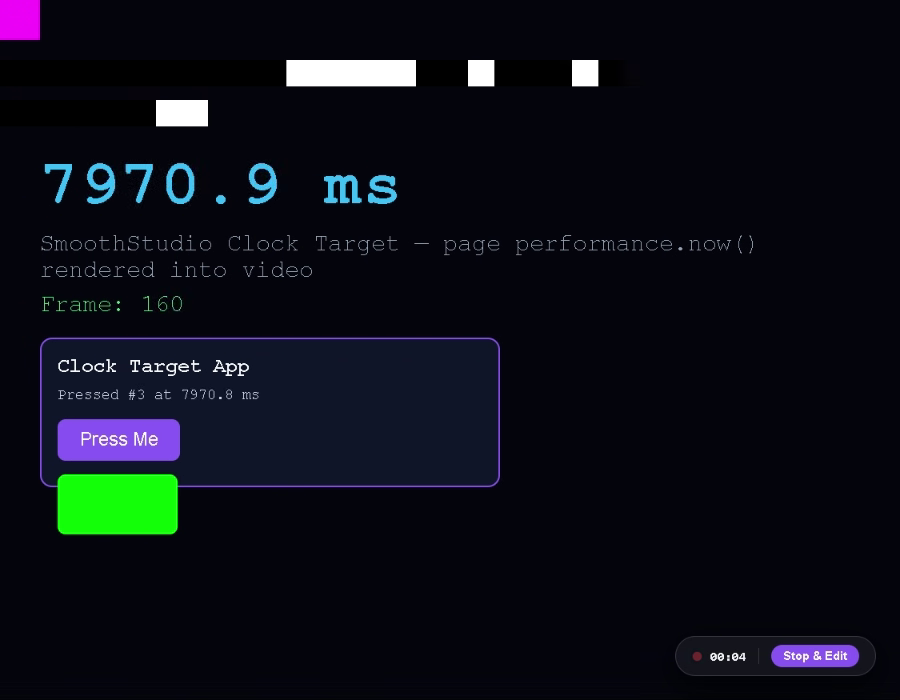 7970.9 ms
SmoothStudio Clock Target — page performance.now()
rendered into video
Frame: 160
Clock Target App
Pressed #3 at 7970.8 ms
Press Me
00:04 Stop & Edit